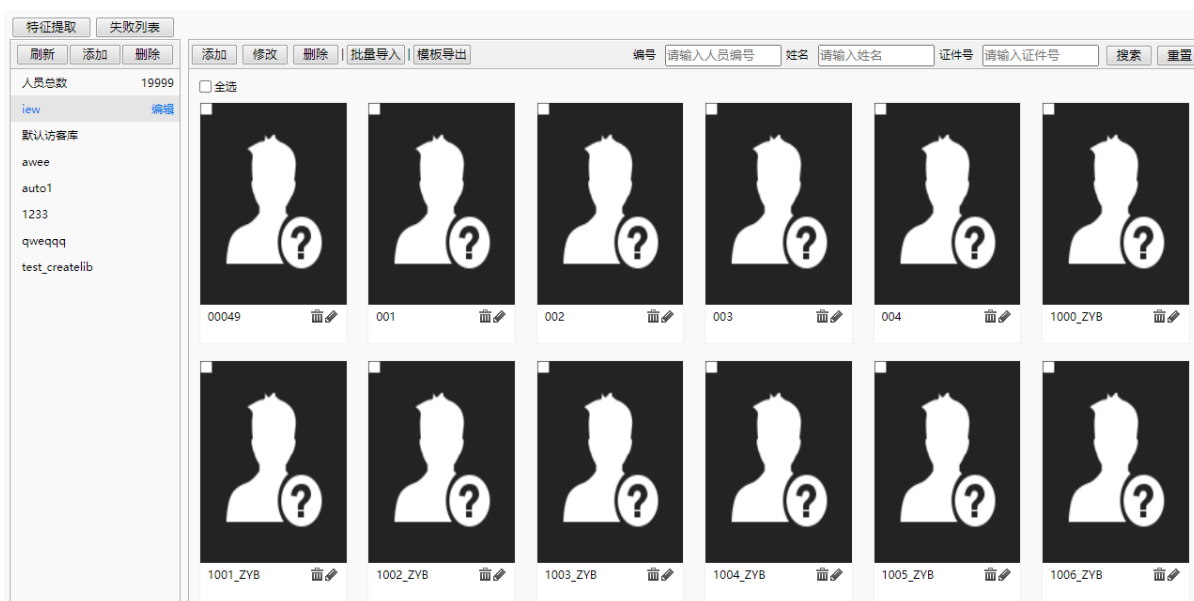 特征提取 失败列表
刷新 添加 删除 添加 修改 删除 | 批量导入 | 模板导出 编号 请输入人员编号 姓名 请输入姓名 证件号 请输入证件号 搜索 重置
人员总数 19999
全选
iew 编辑
默认访客库
awee
auto1
1233
qweqqq
test_createlib
? ? ? ? ? ?
00049 001 002 003 004 1000_ZYB
? ? ? ? ? ?
1001_ZYB 1002_ZYB 1003_ZYB 1004_ZYB 1005_ZYB 1006_ZYB